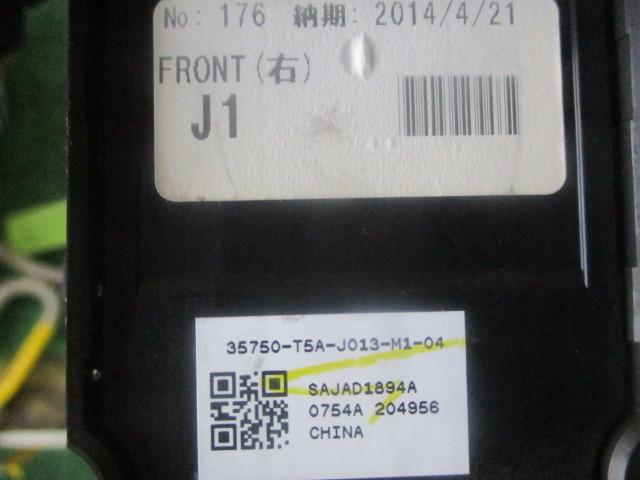 No: 176 納期: 2014/4/21
FRONT(右)
J1
35750-T5A-J013-M1-04
SAJAD1894A
0754A 204956
CHINA